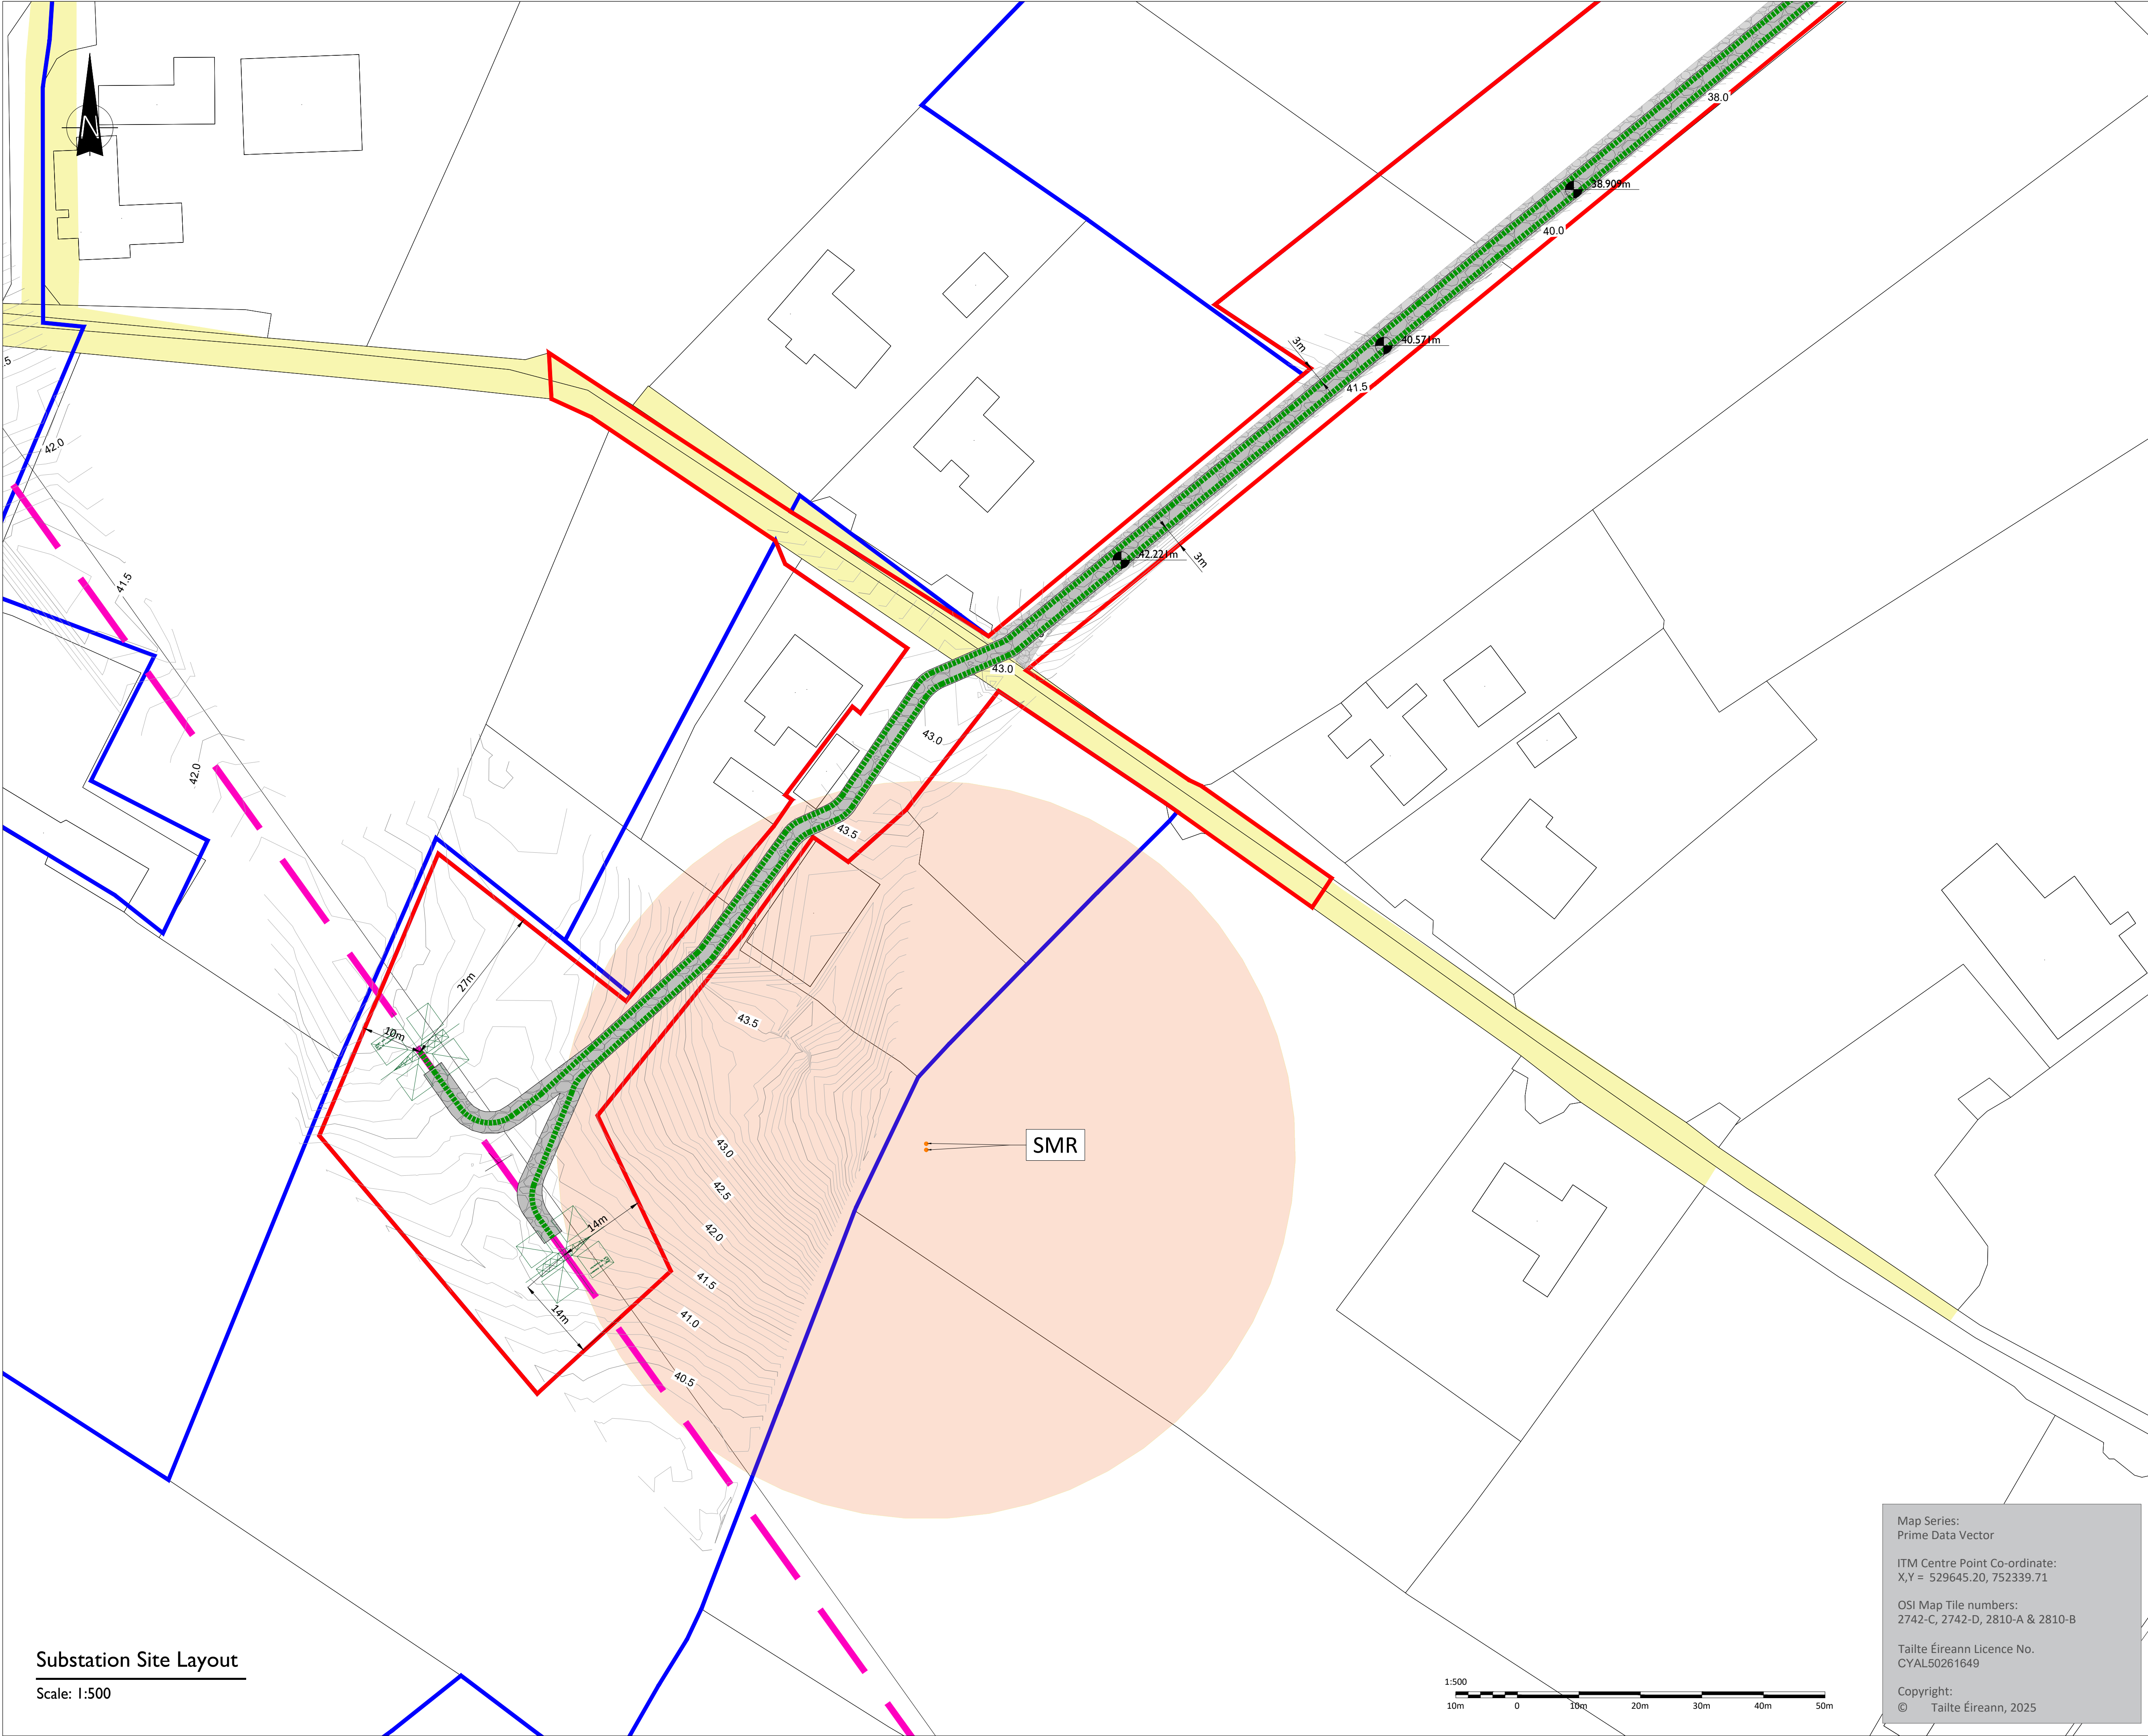 N
38.0
38.909m
40.0
40.571m
3m
41.5
42.0
42.221m
3m
41.5
43.0
43.0
42.0
43.5
27m
43.5
10m
SMR
43.0
42.5
14m
42.0
41.5
14m
41.0
40.5
Substation Site Layout
Scale: 1:500
1:500
10m 0 10m 20m 30m 40m 50m
Map Series:
Prime Data Vector
ITM Centre Point Co-ordinate:
X,Y = 529645.20, 752339.71
OSI Map Tile numbers:
2742-C, 2742-D, 2810-A & 2810-B
Tailte Éireann Licence No.
CYAL50261649
Copyright:
© Tailte Éireann, 2025